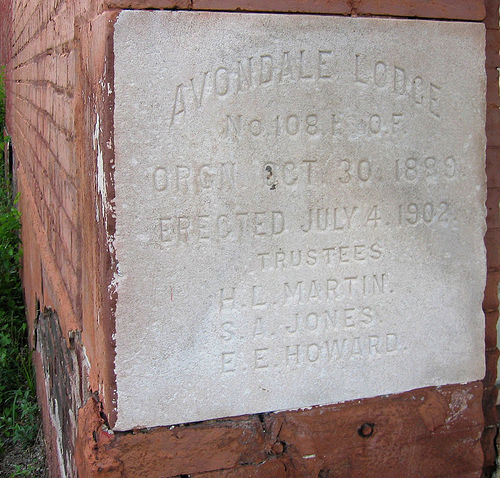 AVONDALE LODGE
No. 108. I. O. F.
ORGN OCT. 30. 1889.
ERECTED JULY 4. 1902.
TRUSTEES
H. L. MARTIN.
S. A. JONES.
E. E. HOWARD.